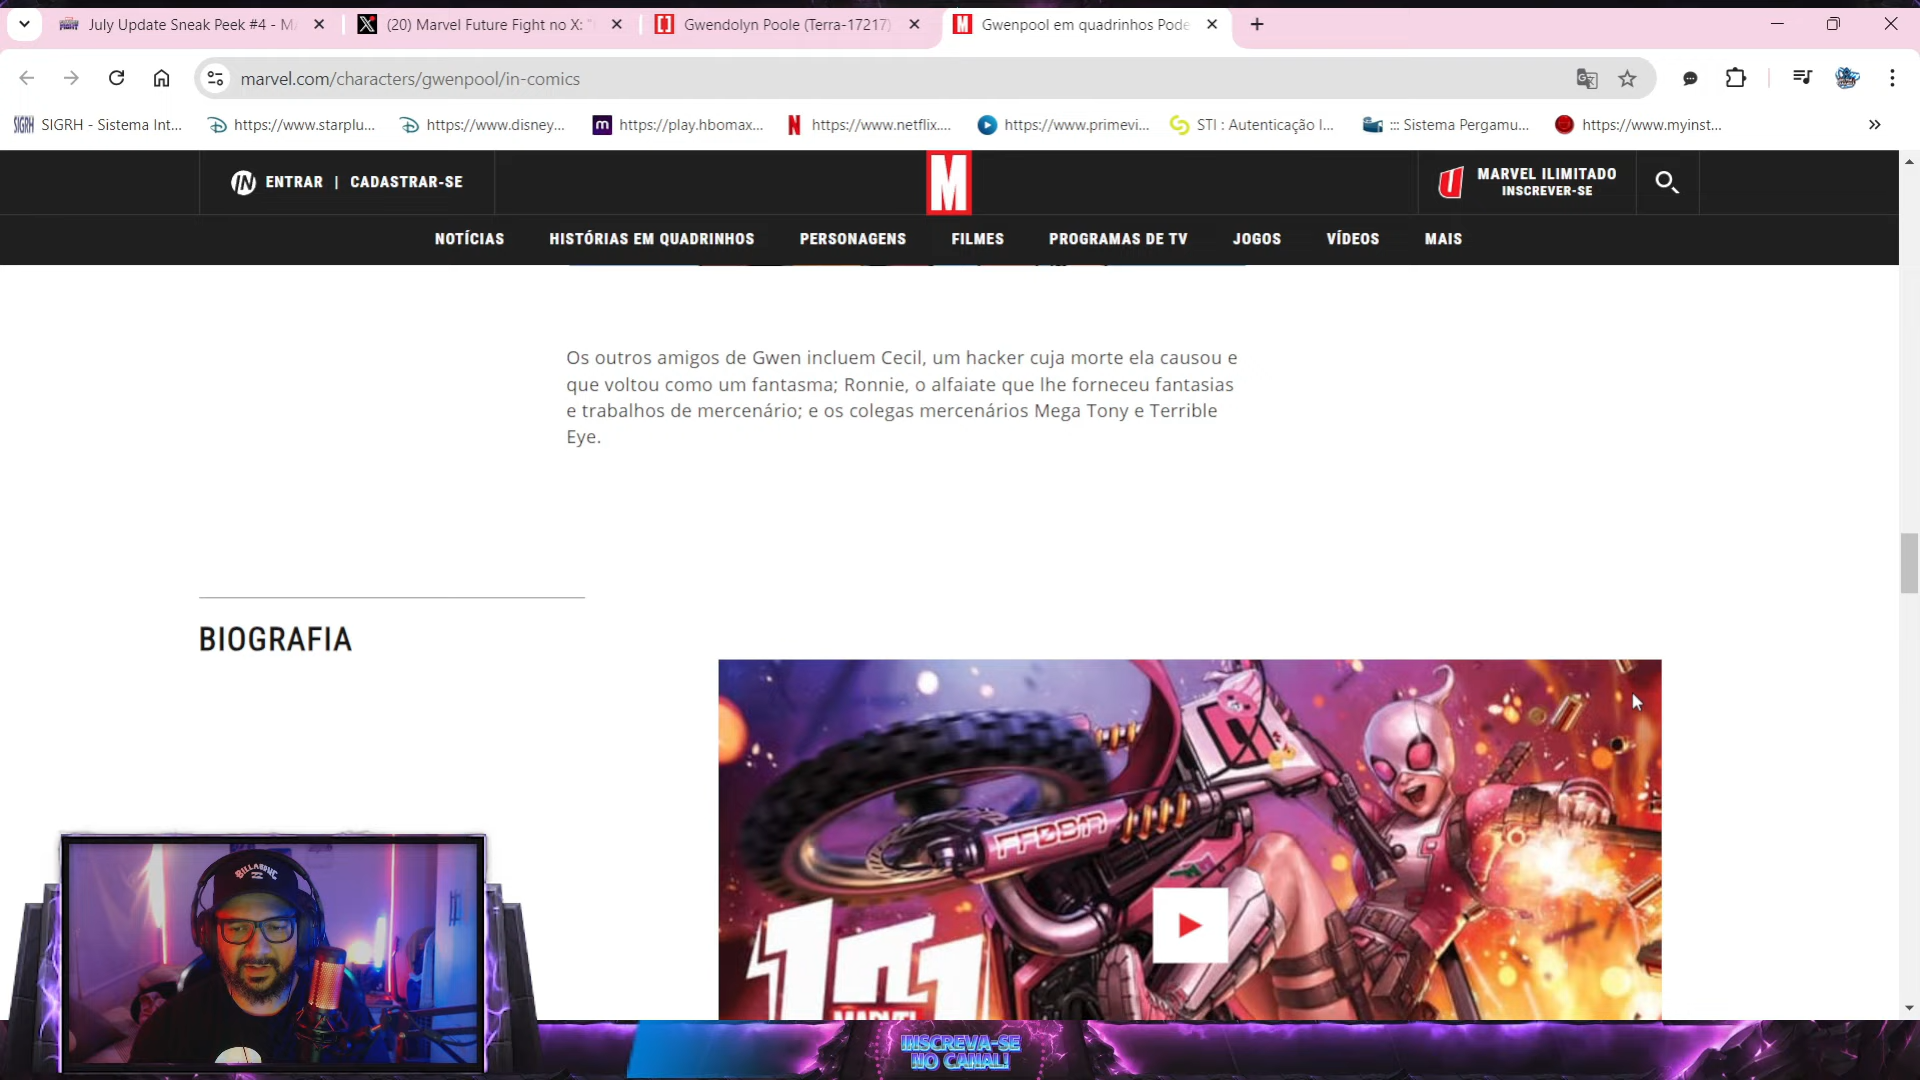 July Update Sneak Peek #4 - MA
(20) Marvel Future Fight no X: "
Gwendolyn Poole (Terra-17217)
Gwenpool em quadrinhos Pode
marvel.com/characters/gwenpool/in-comics
SIGRH - Sistema Int...
https://www.starplu...
https://www.disney...
https://play.hbomax...
https://www.netflix....
https://www.primevi...
STI : Autenticação I...
::: Sistema Pergamu...
https://www.myinst...
ENTRAR | CADASTRAR-SE
MARVEL ILIMITADO
INSCREVER-SE
NOTÍCIAS HISTÓRIAS EM QUADRINHOS PERSONAGENS FILMES PROGRAMAS DE TV JOGOS VÍDEOS MAIS
Os outros amigos de Gwen incluem Cecil, um hacker cuja morte ela causou e
que voltou como um fantasma; Ronnie, o alfaiate que lhe forneceu fantasias
e trabalhos de mercenário; e os colegas mercenários Mega Tony e Terrible
Eye.
BIOGRAFIA
101
MARVEL
BILLABONG
INSCREVA-SE
NO CANAL!